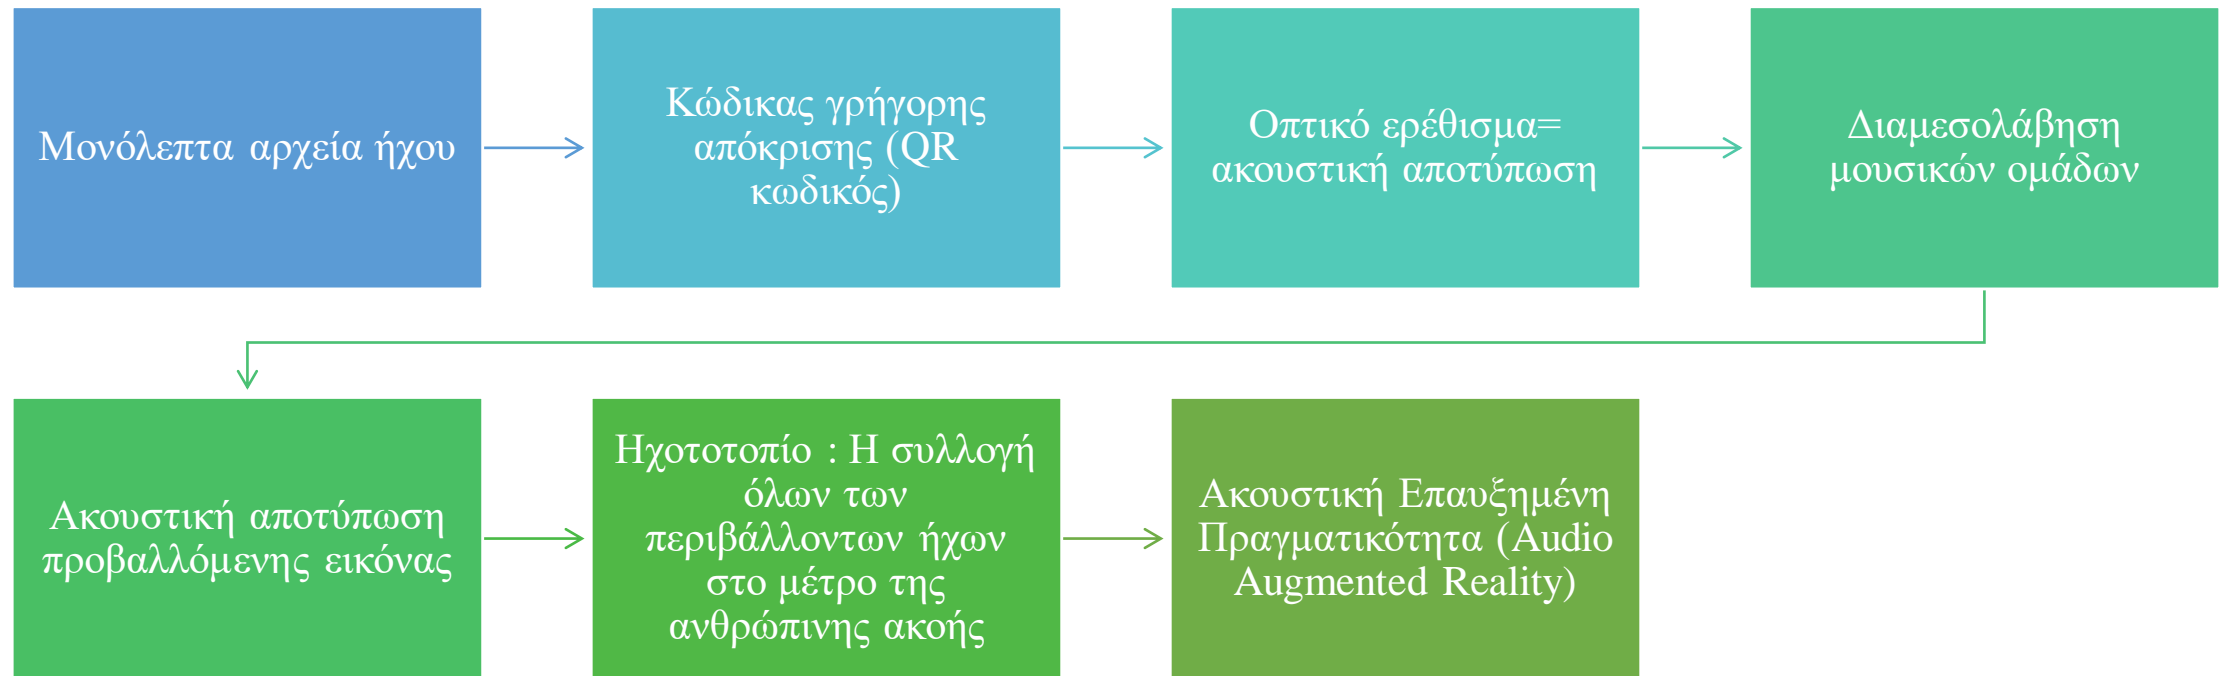 Μονόλεπτα αρχεία ήχου
Κώδικας γρήγορης
απόκρισης (QR
κωδικός)
Οπτικό ερέθισμα=
ακουστική αποτύπωση
Διαμεσολάβηση
μουσικών ομάδων
Ακουστική αποτύπωση
προβαλλόμενης εικόνας
Ηχοτοτοπίο : Η συλλογή
όλων των
περιβάλλοντων ήχων
στο μέτρο της
ανθρώπινης ακοής
Ακουστική Επαυξημένη
Πραγματικότητα (Audio
Augmented Reality)